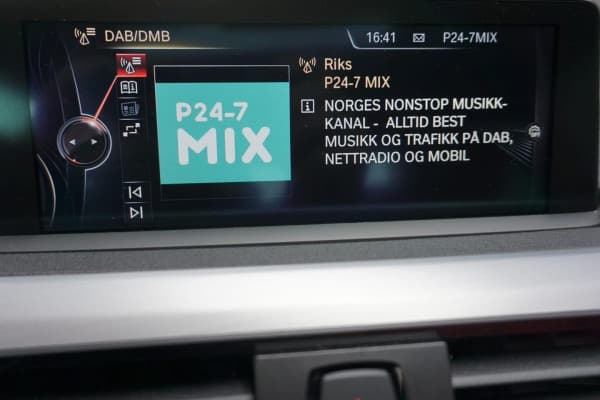 DAB/DMB
16:41
P24-7MIX
Riks
P24-7 MIX
P24-7
MIX
NORGES NONSTOP MUSIKK-
KANAL - ALLTID BEST
MUSIKK OG TRAFIKK PÅ DAB,
NETTRADIO OG MOBIL